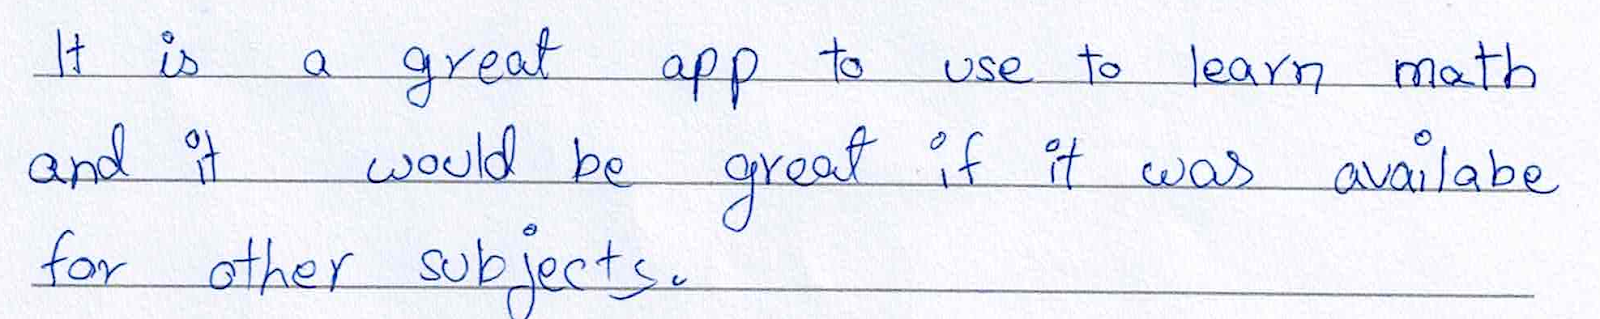 It is a great app to use to learn math
and it would be great if it was availabe
for other subjects.